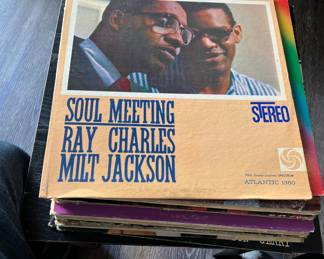 SOUL MEETING
RAY CHARLES
MILT JACKSON
STEREO
ATLANTIC 1360